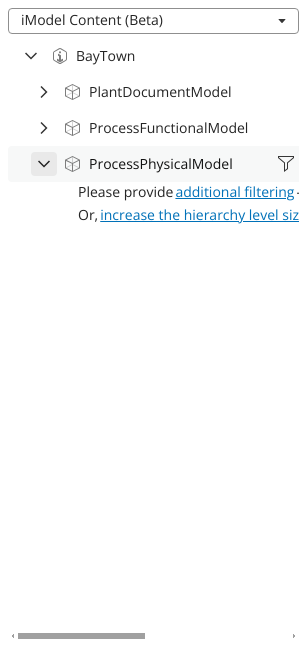 iModel Content (Beta)
BayTown
PlantDocumentModel
ProcessFunctionalModel
ProcessPhysicalModel
Please provide additional filtering -
Or, increase the hierarchy level siz